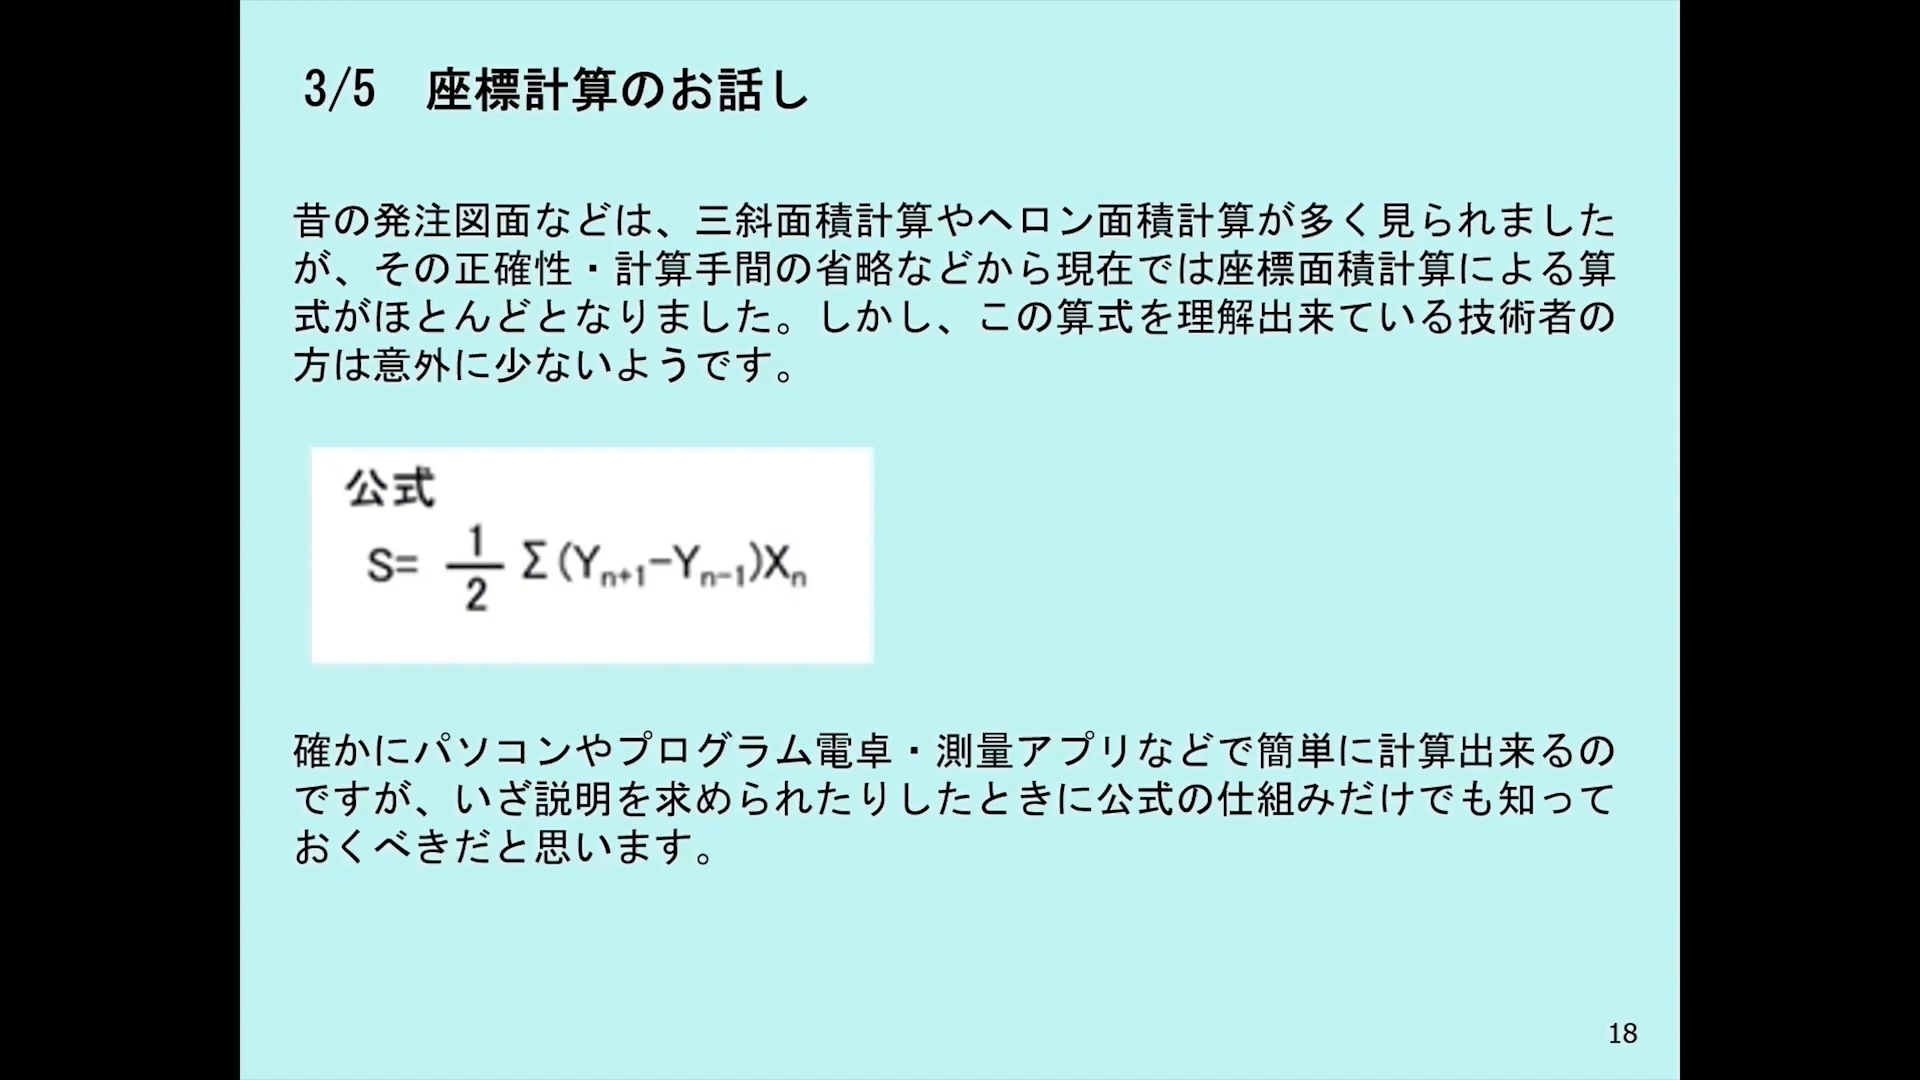 3/5 座標計算のお話し
昔の発注図面などは、三斜面積計算やヘロン面積計算が多く見られました
が、その正確性・計算手間の省略などから現在では座標面積計算による算
式がほとんどとなりました。しかし、この算式を理解出来ている技術者の
方は意外に少ないようです。
公式
S= 1/2 Σ(Yn+1-Yn-1)Xn
確かにパソコンやプログラム電卓・測量アプリなどで簡単に計算出来るの
ですが、いざ説明を求められたりしたときに公式の仕組みだけでも知って
おくべきだと思います。
18